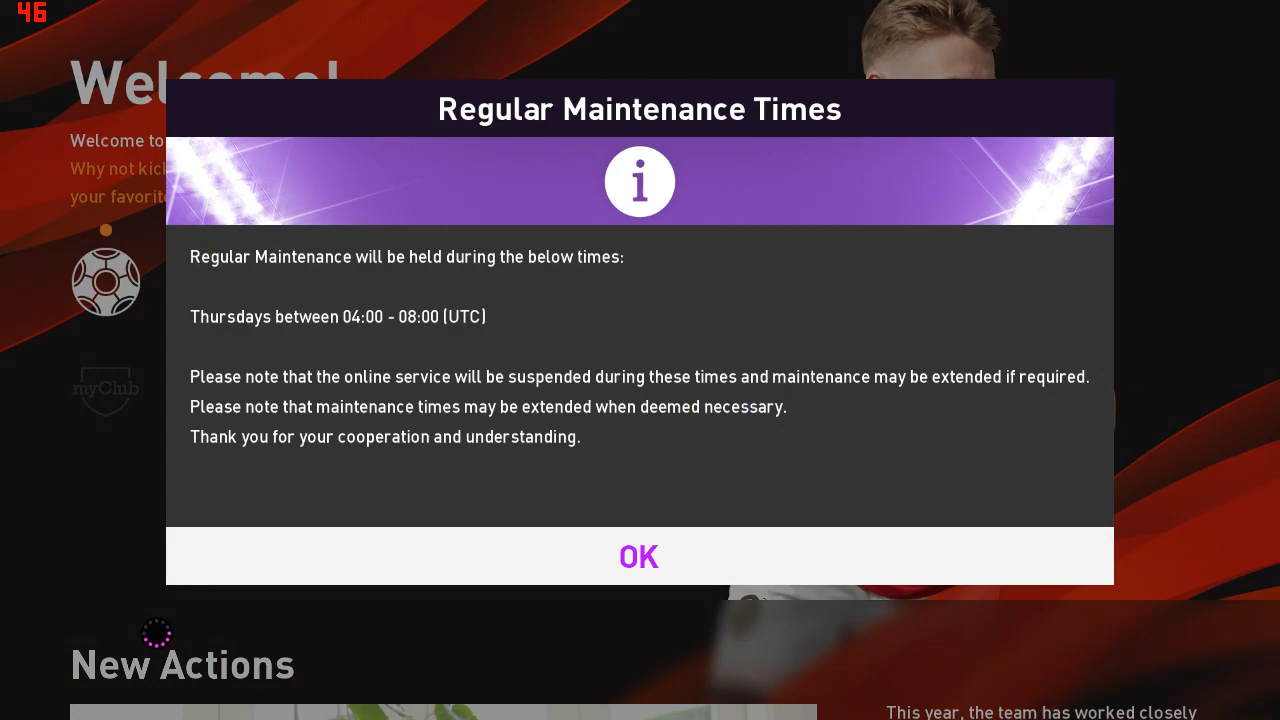 46
Welcome!
Regular Maintenance Times
Welcome to
Why not kick
your favorite
i
Regular Maintenance will be held during the below times:
Thursdays between 04:00 - 08:00 (UTC)
Please note that the online service will be suspended during these times and maintenance may be extended if required.
myClub
Please note that maintenance times may be extended when deemed necessary.
Thank you for your cooperation and understanding.
OK
New Actions
This year, the team has worked closely